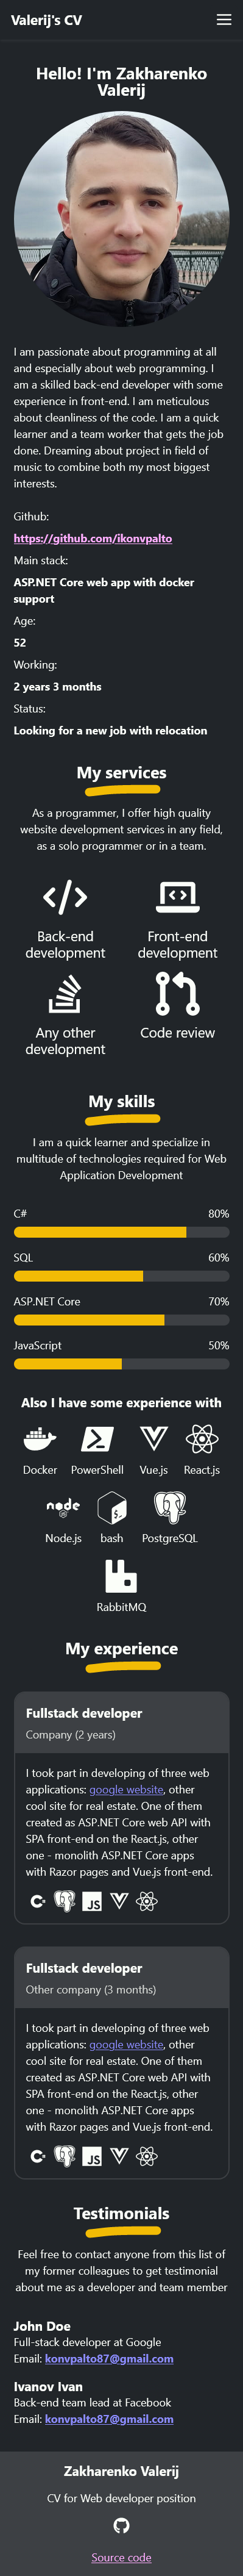 Valerij's CV
Hello! I'm Zakharenko
Valerij
I am passionate about programming at all
and especially about web programming. I
am a skilled back-end developer with some
experience in front-end. I am meticulous
about cleanliness of the code. I am a quick
learner and a team worker that gets the job
done. Dreaming about project in field of
music to combine both my most biggest
interests.
Github:
https://github.com/ikonvpalto
Main stack:
ASP.NET Core web app with docker
support
Age:
52
Working:
2 years 3 months
Status:
Looking for a new job with relocation
My services
As a programmer, I offer high quality
website development services in any field,
as a solo programmer or in a team.
Back-end
development
Front-end
development
Any other
development
Code review
My skills
I am a quick learner and specialize in
multitude of technologies required for Web
Application Development
C# 80%
SQL 60%
ASP.NET Core 70%
JavaScript 50%
Also I have some experience with
Docker PowerShell Vue.js React.js
node
JS
Node.js bash PostgreSQL
RabbitMQ
My experience
Fullstack developer
Company (2 years)
I took part in developing of three web
applications: google website, other
cool site for real estate. One of them
created as ASP.NET Core web API with
SPA front-end on the React.js, other
one - monolith ASP.NET Core apps
with Razor pages and Vue.js front-end.
JS
Fullstack developer
Other company (3 months)
I took part in developing of three web
applications: google website, other
cool site for real estate. One of them
created as ASP.NET Core web API with
SPA front-end on the React.js, other
one - monolith ASP.NET Core apps
with Razor pages and Vue.js front-end.
JS
Testimonials
Feel free to contact anyone from this list of
my former colleagues to get testimonial
about me as a developer and team member
John Doe
Full-stack developer at Google
Email: konvpalto87@gmail.com
Ivanov Ivan
Back-end team lead at Facebook
Email: konvpalto87@gmail.com
Zakharenko Valerij
CV for Web developer position
Source code